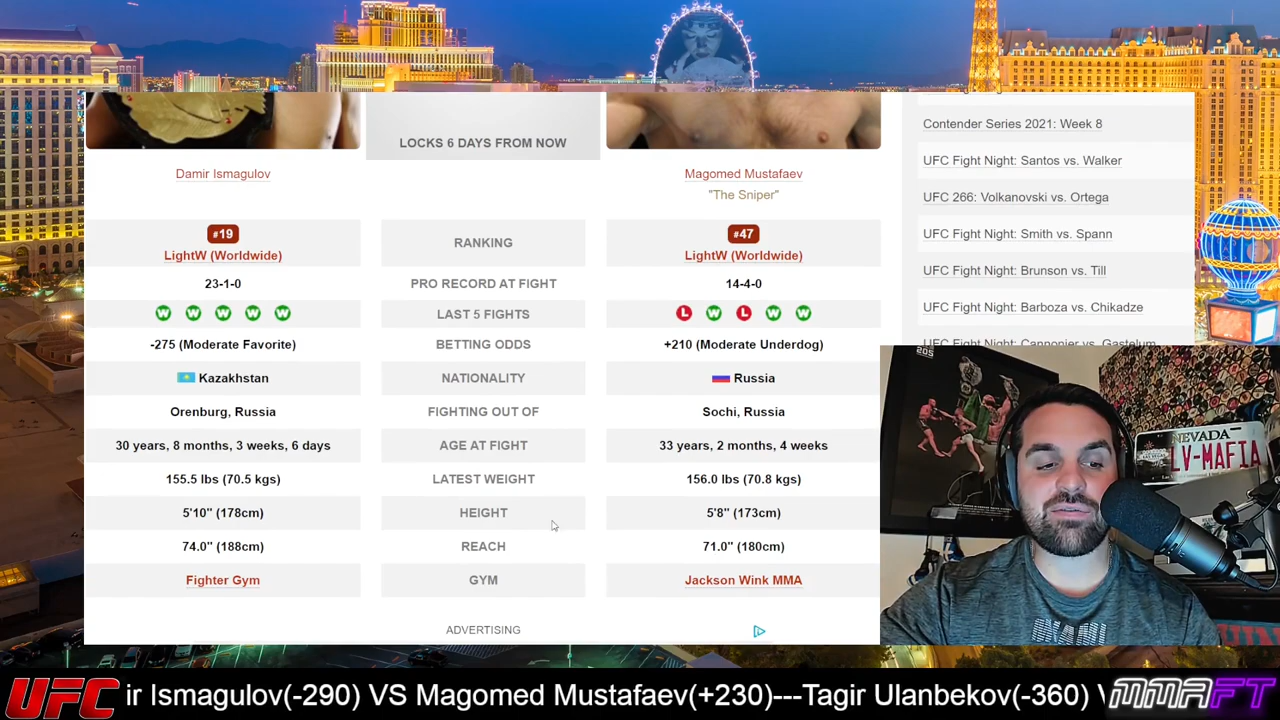 LOCKS 6 DAYS FROM NOW
Damir Ismagulov
Magomed Mustafaev
"The Sniper"
#19
LightW (Worldwide)
RANKING
#47
LightW (Worldwide)
23-1-0
PRO RECORD AT FIGHT
14-4-0
W W W W W
LAST 5 FIGHTS
L W L W W
-275 (Moderate Favorite)
BETTING ODDS
+210 (Moderate Underdog)
Kazakhstan
NATIONALITY
Russia
Orenburg, Russia
FIGHTING OUT OF
Sochi, Russia
30 years, 8 months, 3 weeks, 6 days
AGE AT FIGHT
33 years, 2 months, 4 weeks
155.5 lbs (70.5 kgs)
LATEST WEIGHT
156.0 lbs (70.8 kgs)
5'10" (178cm)
HEIGHT
5'8" (173cm)
74.0" (188cm)
REACH
71.0" (180cm)
Fighter Gym
GYM
Jackson Wink MMA
ADVERTISING
Contender Series 2021: Week 8
UFC Fight Night: Santos vs. Walker
UFC 266: Volkanovski vs. Ortega
UFC Fight Night: Smith vs. Spann
UFC Fight Night: Brunson vs. Till
UFC Fight Night: Barboza vs. Chikadze
UFC Fight Night: Cannonier vs. Gastelum
205
NEVADA
LV-MAFIA
UFC
ir Ismagulov(-290) VS Magomed Mustafaev(+230)---Tagir Ulanbekov(-360) V
MMAFT